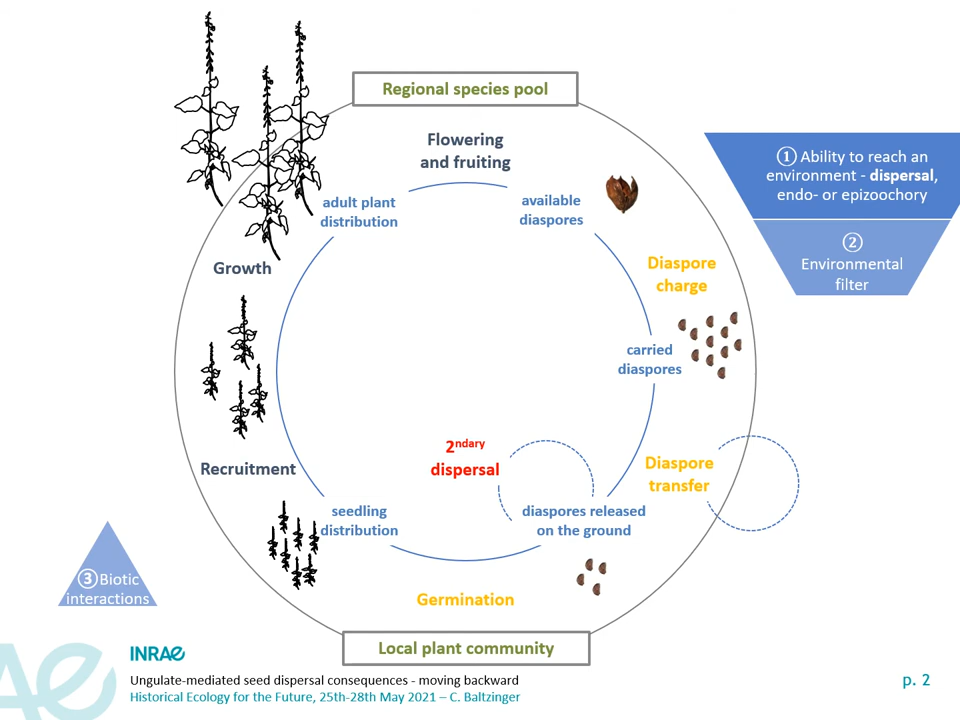 Regional species pool
Flowering
and fruiting
adult plant
distribution
available
diaspores
① Ability to reach an
environment - dispersal,
endo- or epizoochory
②
Environmental
filter
Growth
Diaspore
charge
carried
diaspores
2ndary
dispersal
Recruitment
Diaspore
transfer
seedling
distribution
diaspores released
on the ground
③ Biotic
interactions
Germination
Local plant community
INRAE
Ungulate-mediated seed dispersal consequences - moving backward
Historical Ecology for the Future, 25th-28th May 2021 – C. Baltzinger
p. 2